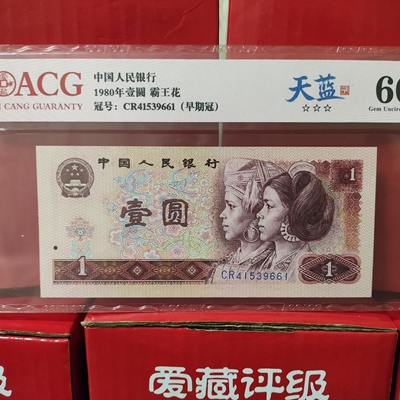 ACG
CANG GUARANTY
中国人民银行
1980年壹圆 霸王花
冠号: CR41539661 (早期冠)
天蓝
☆☆☆
Gem Uncirc
中国人民银行
壹圆
1
1
CR41539661
1
爱藏评级